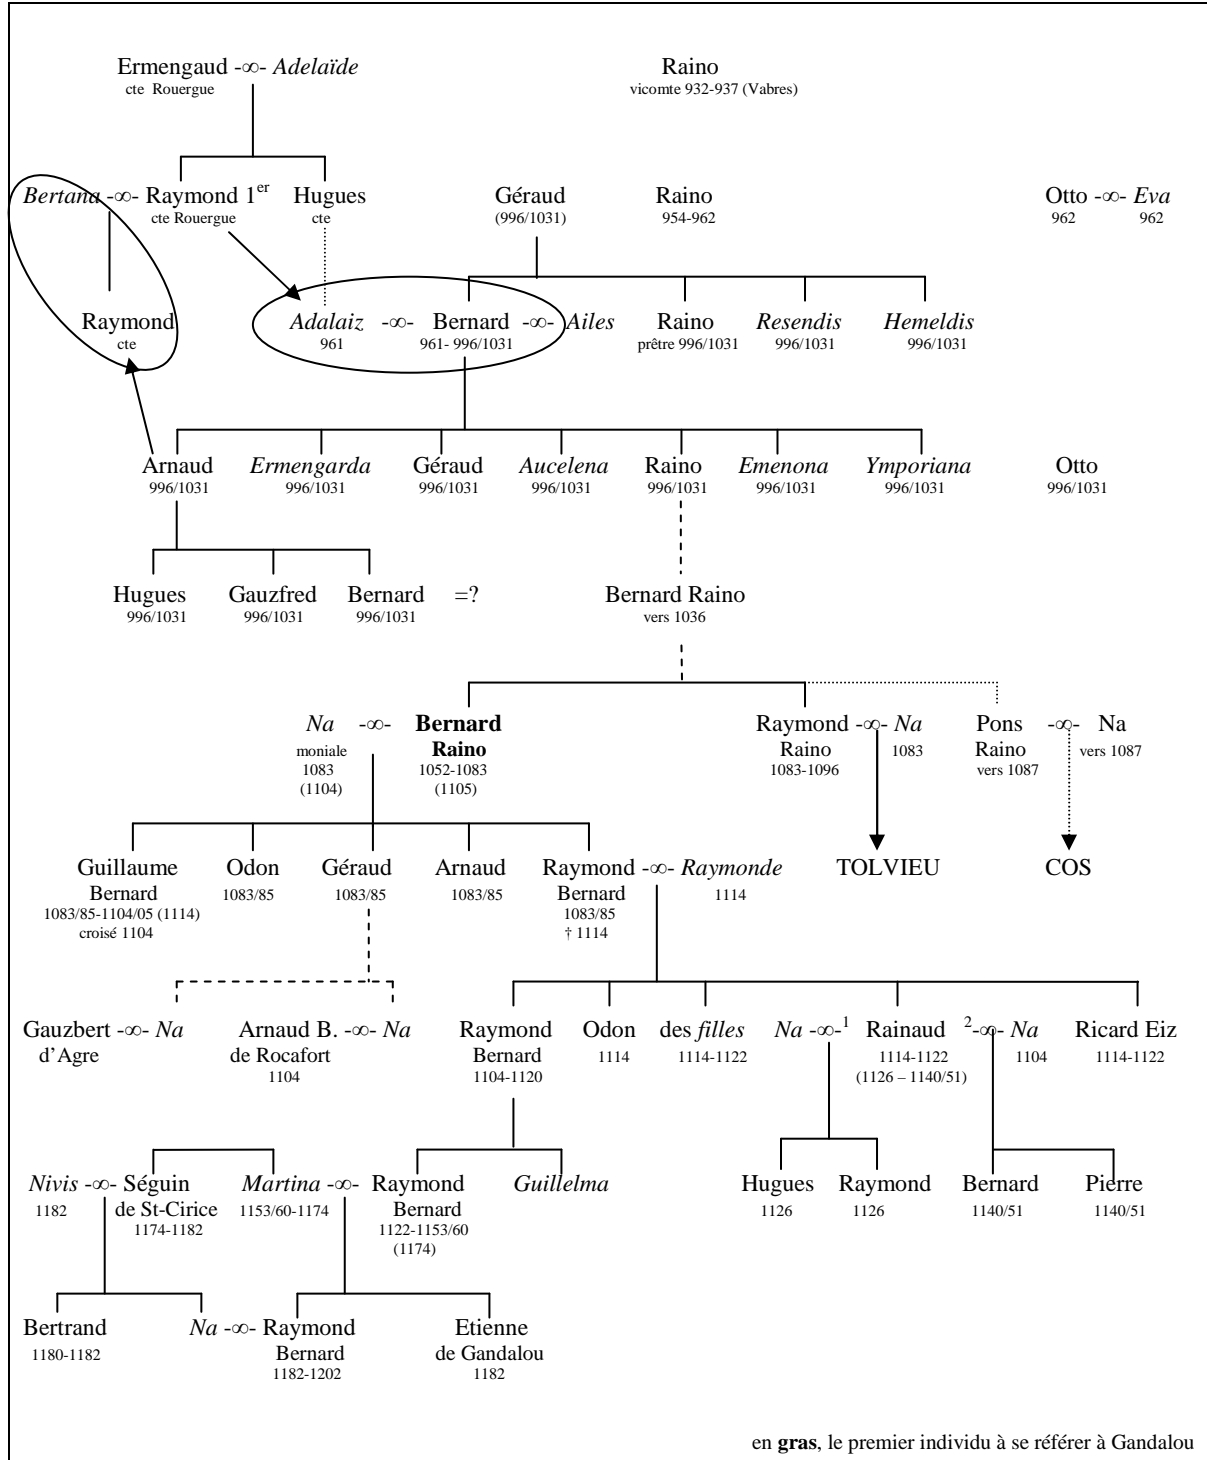 Ermengaud -∞- Adelaïde Raino
cte Rouergue vicomte 932-937 (Vabres)
Bertana -∞- Raymond 1er Hugues Géraud Raino Otto -∞- Eva
cte Rouergue cte (996/1031) 954-962 962 962
Raymond Adalaiz -∞- Bernard -∞- Ailes Raino Resendis Hemeldis
cte 961 961- 996/1031 prêtre 996/1031 996/1031 996/1031
Arnaud Ermengarda Géraud Aucelena Raino Emenona Ymporiana Otto
996/1031 996/1031 996/1031 996/1031 996/1031 996/1031 996/1031 996/1031
Hugues Gauzfred Bernard =? Bernard Raino
996/1031 996/1031 996/1031 vers 1036
Na -∞- Bernard Raymond -∞- Na Pons -∞- Na
moniale Raino Raino 1083 Raino vers 1087
1083 1052-1083 1083-1096 vers 1087
(1104) (1105)
Guillaume Odon Géraud Arnaud Raymond -∞- Raymonde TOLVIEU COS
Bernard 1083/85 1083/85 1083/85 Bernard 1114
1083/85-1104/05 (1114) 1083/85
croisé 1104 † 1114
Gauzbert -∞- Na Arnaud B. -∞- Na Raymond Odon des filles Na -∞-1 Rainaud 2-∞- Na Ricard Eiz
d’Agre de Rocafort Bernard 1114 1114-1122 1114-1122 1104 1114-1122
1104 1104-1120 (1126 – 1140/51)
Nivis -∞- Séguin Martina -∞- Raymond Guillelma Hugues Raymond Bernard Pierre
1182 de St-Cirice 1153/60-1174 Bernard 1126 1126 1140/51 1140/51
1174-1182 1122-1153/60
(1174)
Bertrand Na -∞- Raymond Etienne
1180-1182 Bernard de Gandalou
1182-1202 1182
en gras, le premier individu à se référer à Gandalou